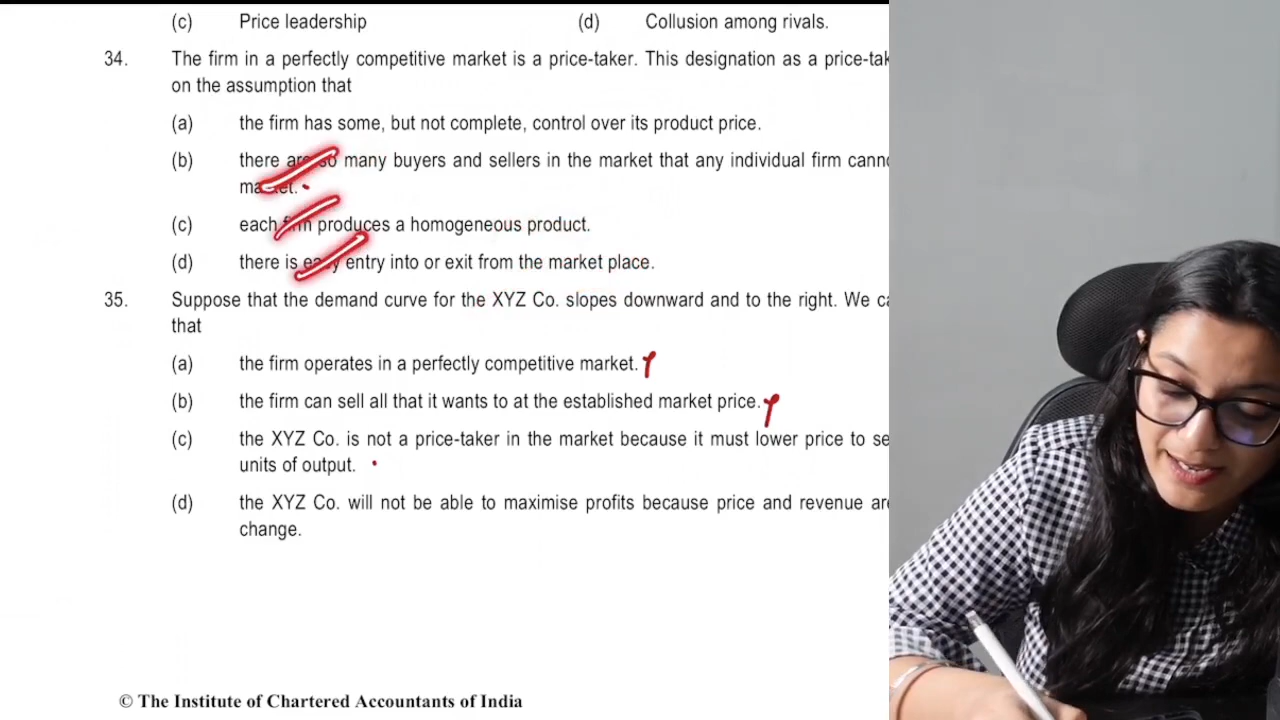 (c) Price leadership (d) Collusion among rivals.
34. The firm in a perfectly competitive market is a price-taker. This designation as a price-tak
on the assumption that
(a) the firm has some, but not complete, control over its product price.
(b) there are so many buyers and sellers in the market that any individual firm cann
market.
(c) each firm produces a homogeneous product.
(d) there is easy entry into or exit from the market place.
35. Suppose that the demand curve for the XYZ Co. slopes downward and to the right. We ca
that
(a) the firm operates in a perfectly competitive market.
(b) the firm can sell all that it wants to at the established market price.
(c) the XYZ Co. is not a price-taker in the market because it must lower price to se
units of output.
(d) the XYZ Co. will not be able to maximise profits because price and revenue are
change.
© The Institute of Chartered Accountants of India